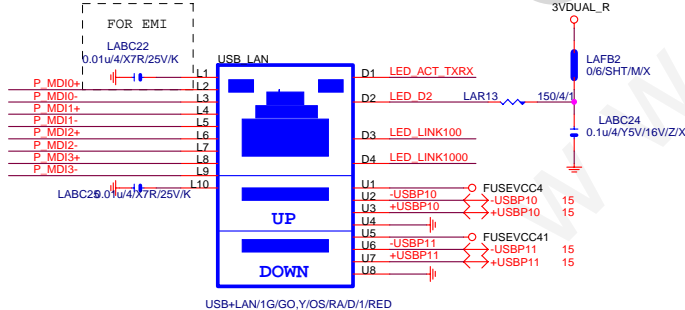 FOR EMI
3VDUAL_R
LABC22
0.01u/4/X7R/25V/K
USB_LAN
LAFB2
0/6/SHT/M/X
L1
D1
LED_ACT_TXRX
P_MDI0+
L2
P_MDI0-
L3
D2
LED_D2
LAR13
150/4/1
P_MDI1+
L4
P_MDI1-
L5
LABC24
0.1u/4/Y5V/16V/Z/X
P_MDI2+
L6
D3
LED_LINK100
P_MDI2-
L7
P_MDI3+
L8
D4
LED_LINK1000
P_MDI3-
L9
LABC25
0.01u/4/X7R/25V/K
L10
U1
FUSEVCC4
U2
-USBP10
-USBP10
15
UP
U3
+USBP10
+USBP10
15
U4
U5
FUSEVCC41
U6
-USBP11
-USBP11
15
DOWN
U7
+USBP11
+USBP11
15
U8
USB+LAN/1G/GO,Y/OS/RA/D/1/RED
W W